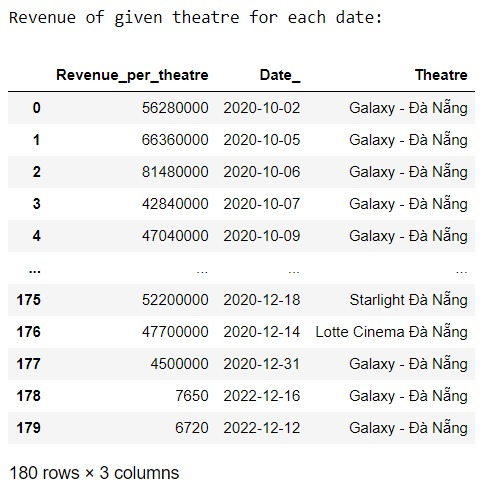 Revenue of given theatre for each date:
Revenue_per_theatre Date_ Theatre
0 56280000 2020-10-02 Galaxy - Đà Nẵng
1 66360000 2020-10-05 Galaxy - Đà Nẵng
2 81480000 2020-10-06 Galaxy - Đà Nẵng
3 42840000 2020-10-07 Galaxy - Đà Nẵng
4 47040000 2020-10-09 Galaxy - Đà Nẵng
... ... ... ...
175 52200000 2020-12-18 Starlight Đà Nẵng
176 47700000 2020-12-14 Lotte Cinema Đà Nẵng
177 4500000 2020-12-31 Galaxy - Đà Nẵng
178 7650 2022-12-16 Galaxy - Đà Nẵng
179 6720 2022-12-12 Galaxy - Đà Nẵng
180 rows × 3 columns